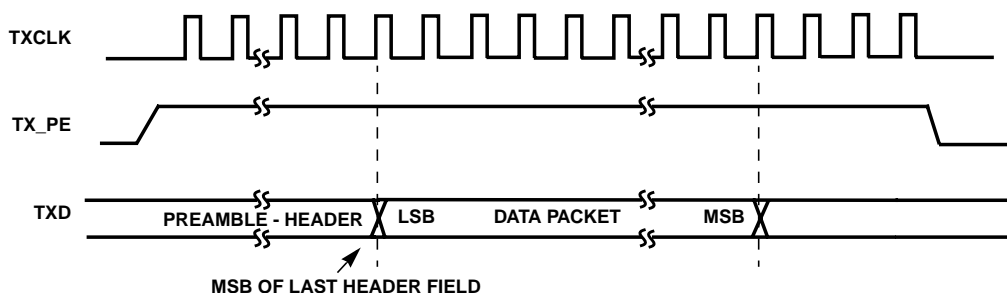 TXCLK
TX_PE
TXD
PREAMBLE - HEADER LSB DATA PACKET MSB
MSB OF LAST HEADER FIELD